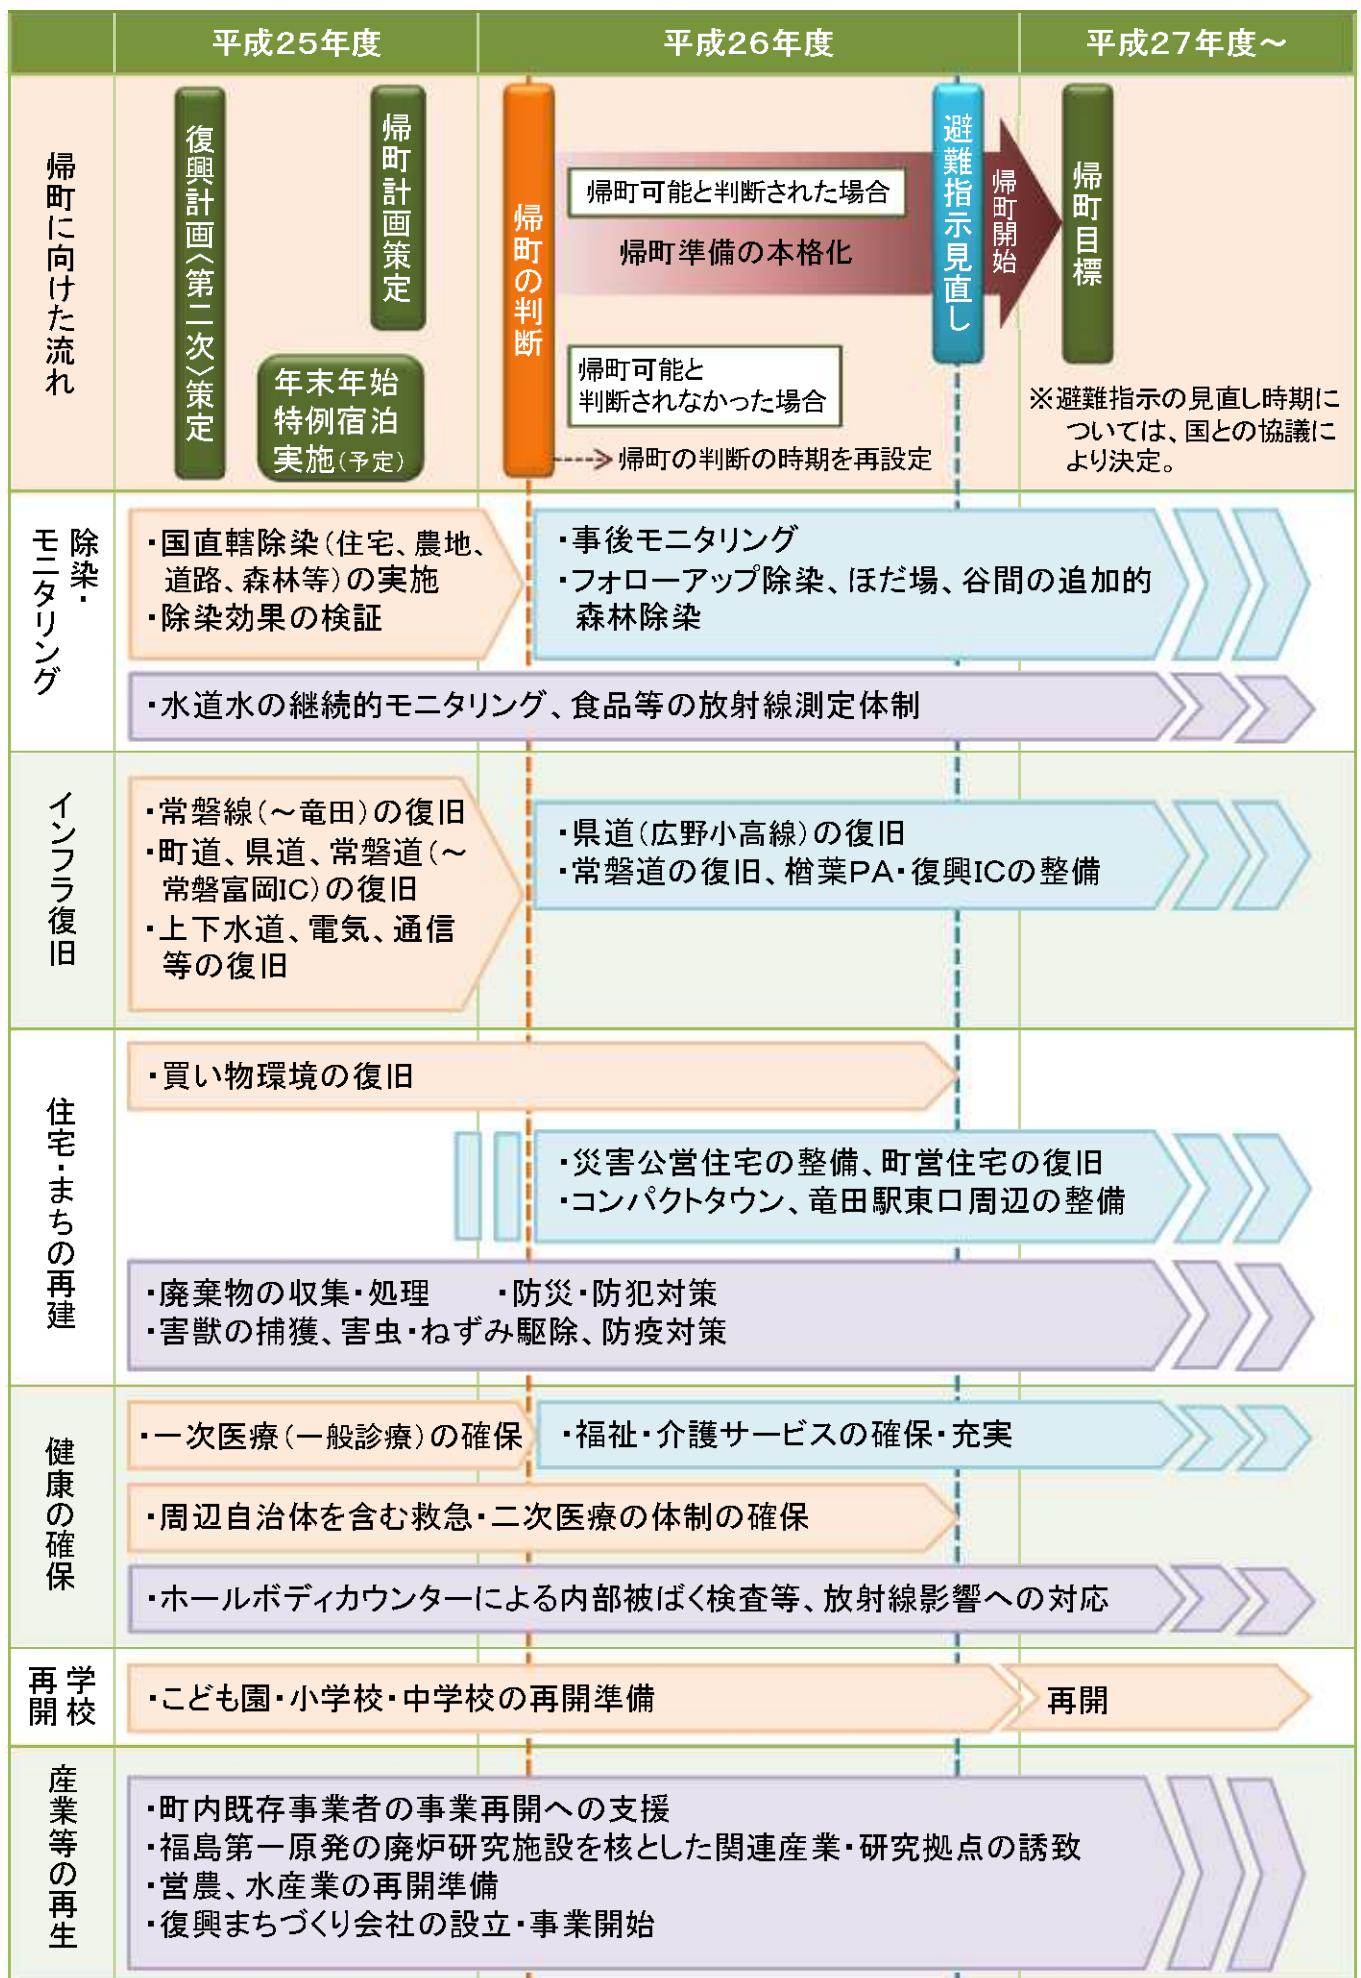 平成25年度
平成26年度
平成27年度～
帰町に向けた流れ
復興計画〈第二次〉策定
帰町計画策定
年末年始
特例宿泊
実施(予定)
帰町の判断
帰町可能と判断された場合
帰町準備の本格化
帰町可能と
判断されなかった場合
帰町の判断の時期を再設定
避難指示見直し
帰町開始
帰町目標
※避難指示の見直し時期に
ついては、国との協議に
より決定。
除染・
モニタリング
・国直轄除染(住宅、農地、
道路、森林等)の実施
・除染効果の検証
・事後モニタリング
・フォローアップ除染、ほだ場、谷間の追加的
森林除染
・水道水の継続的モニタリング、食品等の放射線測定体制
インフラ復旧
・常磐線(～竜田)の復旧
・町道、県道、常磐道(～
常磐富岡IC)の復旧
・上下水道、電気、通信
等の復旧
・県道(広野小高線)の復旧
・常磐道の復旧、楢葉PA・復興ICの整備
住宅・まちの再建
・買い物環境の復旧
・災害公営住宅の整備、町営住宅の復旧
・コンパクトタウン、竜田駅東口周辺の整備
・廃棄物の収集・処理　・防災・防犯対策
・害獣の捕獲、害虫・ねずみ駆除、防疫対策
健康の確保
・一次医療(一般診療)の確保
・福祉・介護サービスの確保・充実
・周辺自治体を含む救急・二次医療の体制の確保
・ホールボディカウンターによる内部被ばく検査等、放射線影響への対応
学校
再開
・こども園・小学校・中学校の再開準備
再開
産業等の再生
・町内既存事業者の事業再開への支援
・福島第一原発の廃炉研究施設を核とした関連産業・研究拠点の誘致
・営農、水産業の再開準備
・復興まちづくり会社の設立・事業開始